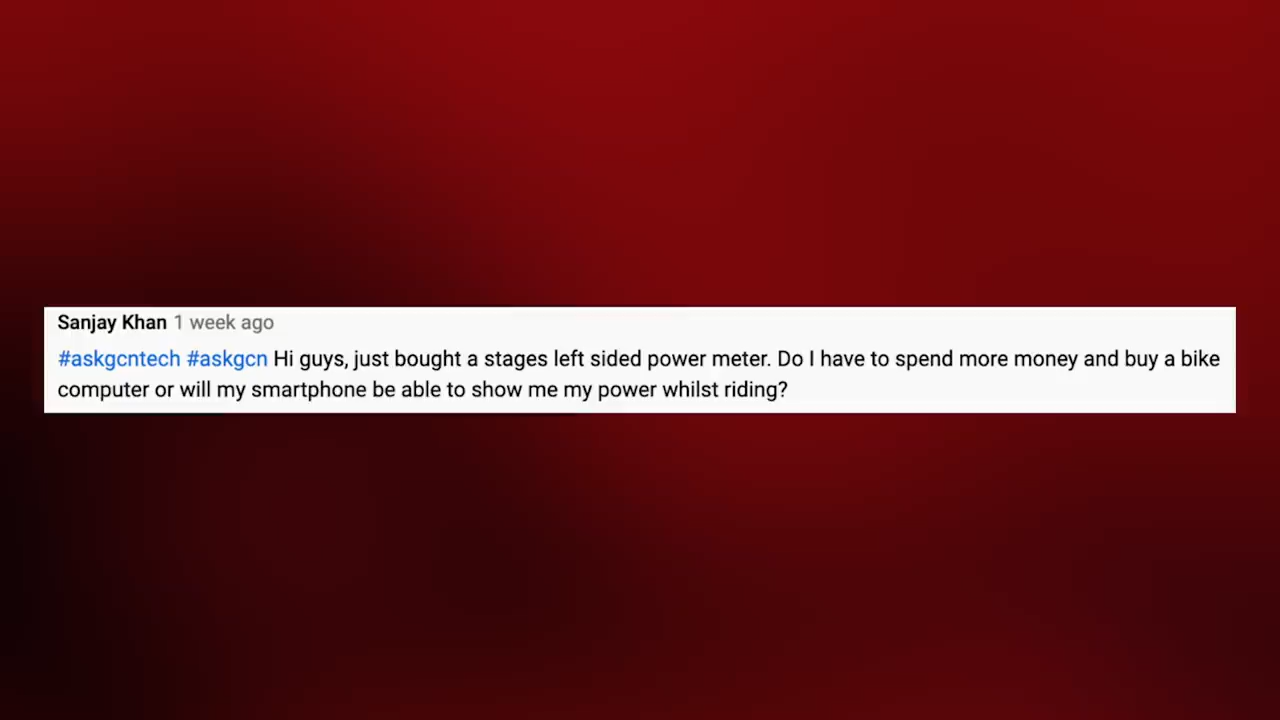 Sanjay Khan 1 week ago
#askgcntech #askgcn Hi guys, just bought a stages left sided power meter. Do I have to spend more money and buy a bike
computer or will my smartphone be able to show me my power whilst riding?